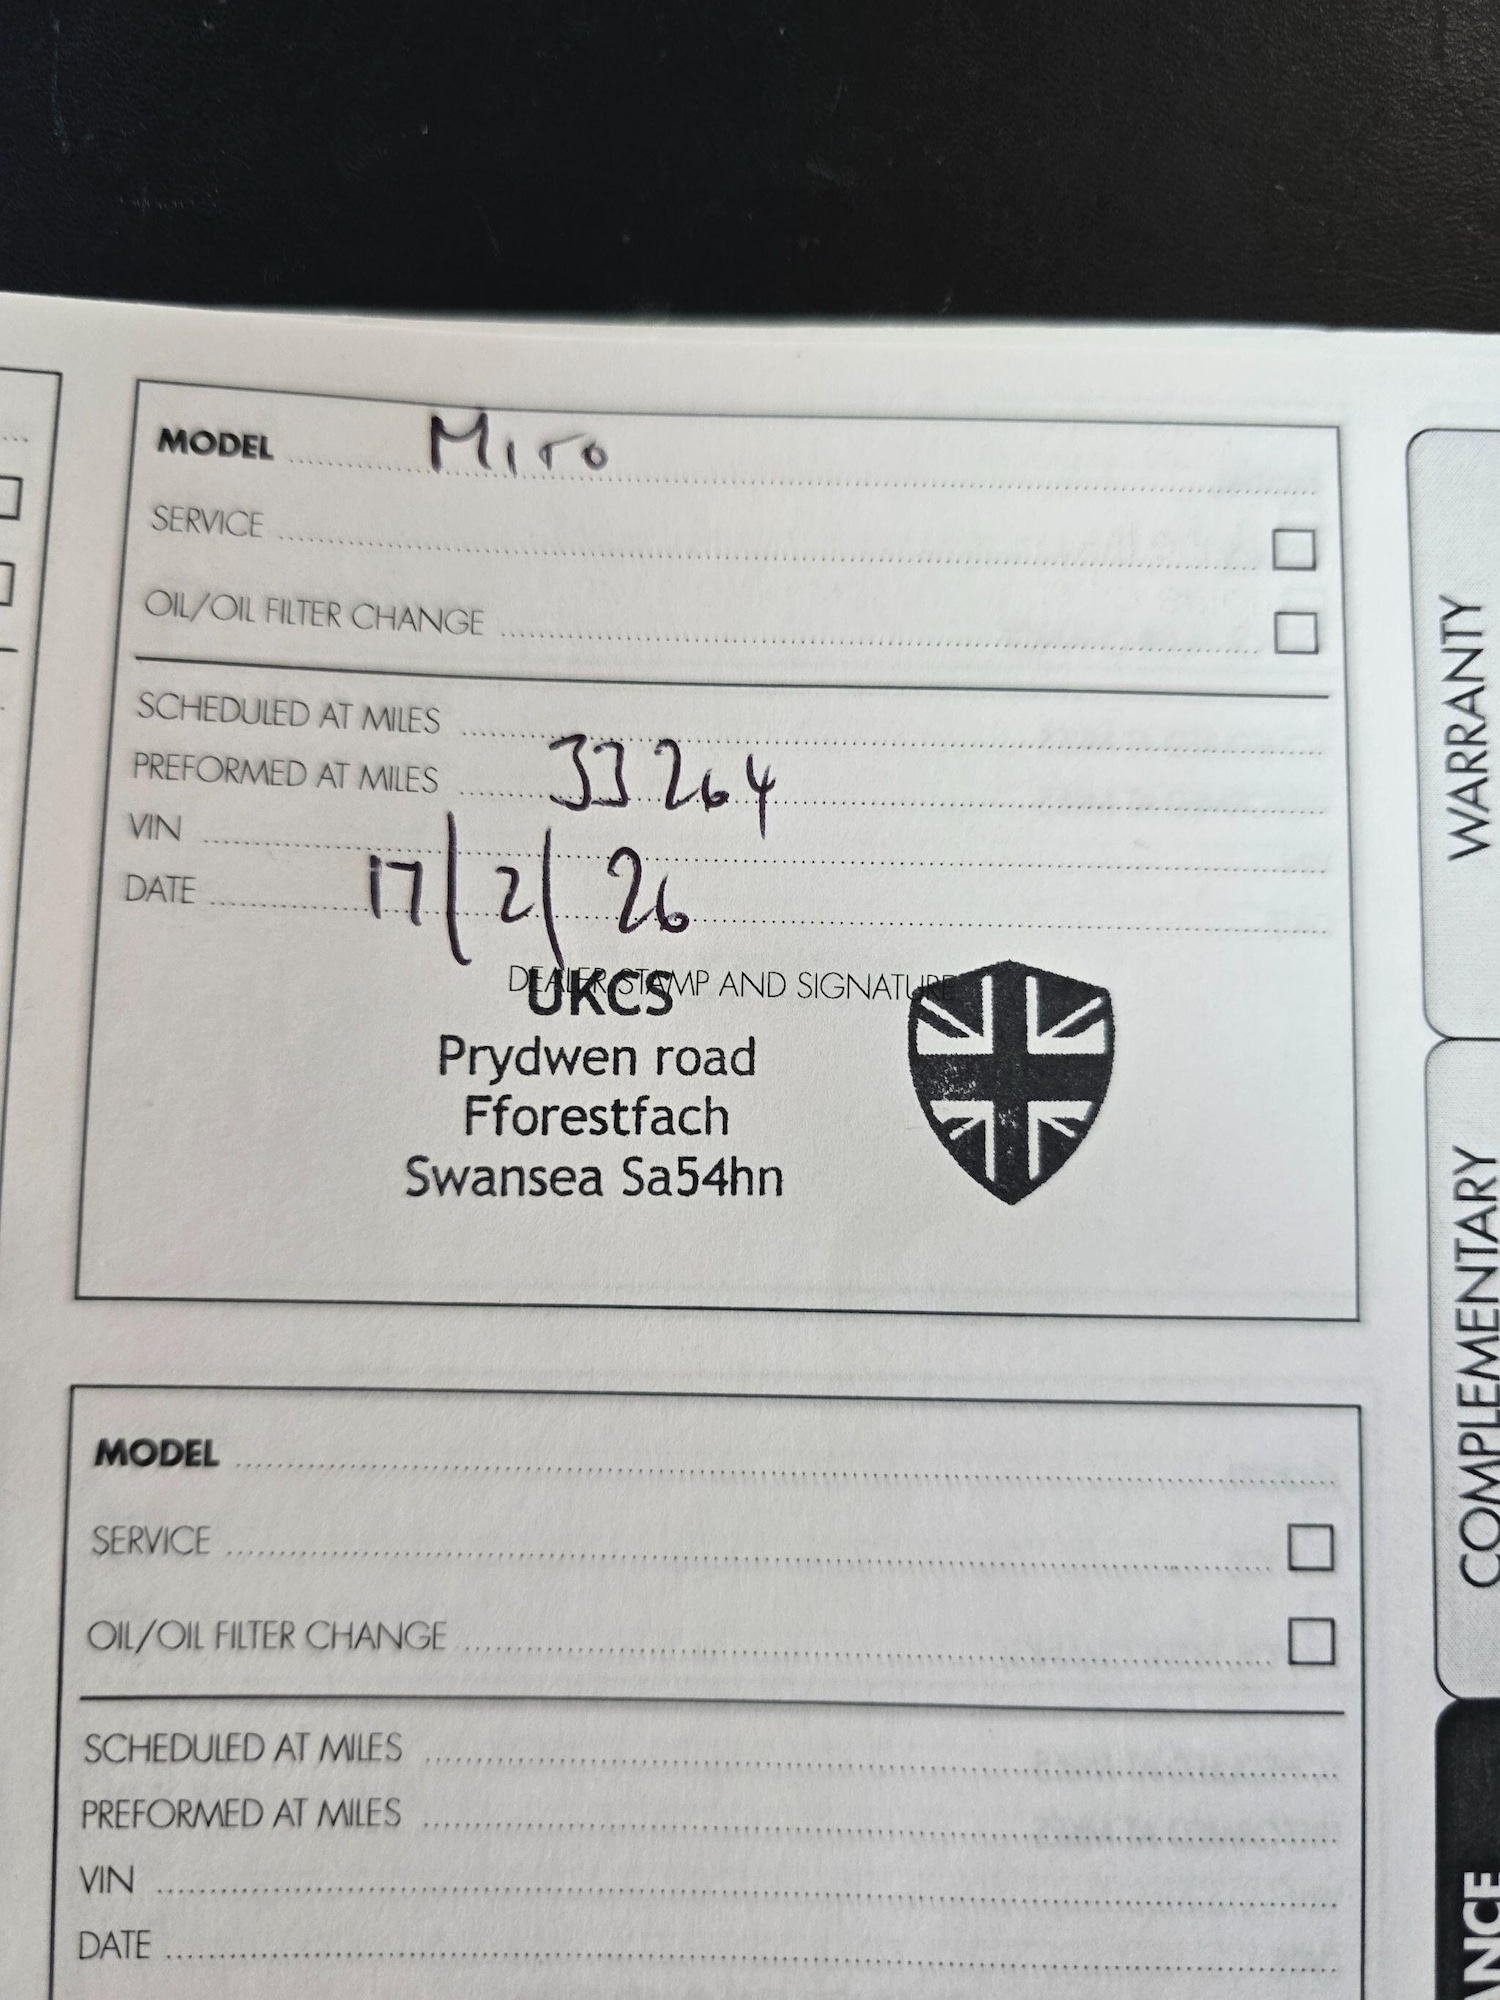 MODEL Mito
SERVICE
OIL/OIL FILTER CHANGE
SCHEDULED AT MILES
PREFORMED AT MILES 33264
VIN
DATE 17/2/26
DEALER STAMP AND SIGNATURE
UKCS
Prydwen road
Fforestfach
Swansea Sa54hn
MODEL
SERVICE
OIL/OIL FILTER CHANGE
SCHEDULED AT MILES
PREFORMED AT MILES
VIN
DATE
WARRANTY
COMPLEMENTARY